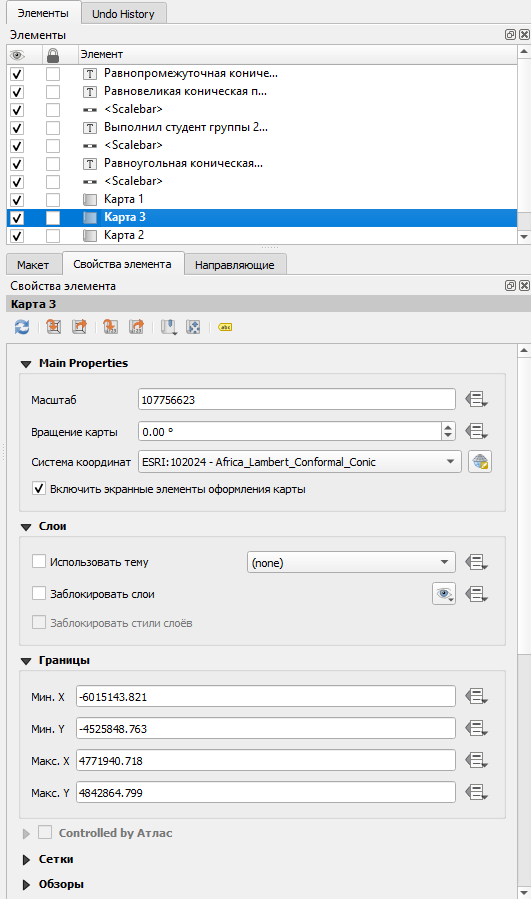 Элементы Undo History
Элементы
Элемент
Равнопромежуточная кониче...
Равновеликая коническая п...
<Scalebar>
Выполнил студент группы 2...
<Scalebar>
Равноугольная коническая...
<Scalebar>
Карта 1
Карта 3
Карта 2
Макет Свойства элемента Направляющие
Свойства элемента
Карта 3
abc
Main Properties
Масштаб 107756623
Вращение карты 0.00 °
Система координат ESRI:102024 - Africa_Lambert_Conformal_Conic
Включить экранные элементы оформления карты
Слои
Использовать тему (none)
Заблокировать слои
Заблокировать стили слоёв
Границы
Мин. X -6015143.821
Мин. Y -4525848.763
Макс. X 4771940.718
Макс. Y 4842864.799
Controlled by Атлас
Сетки
Обзоры